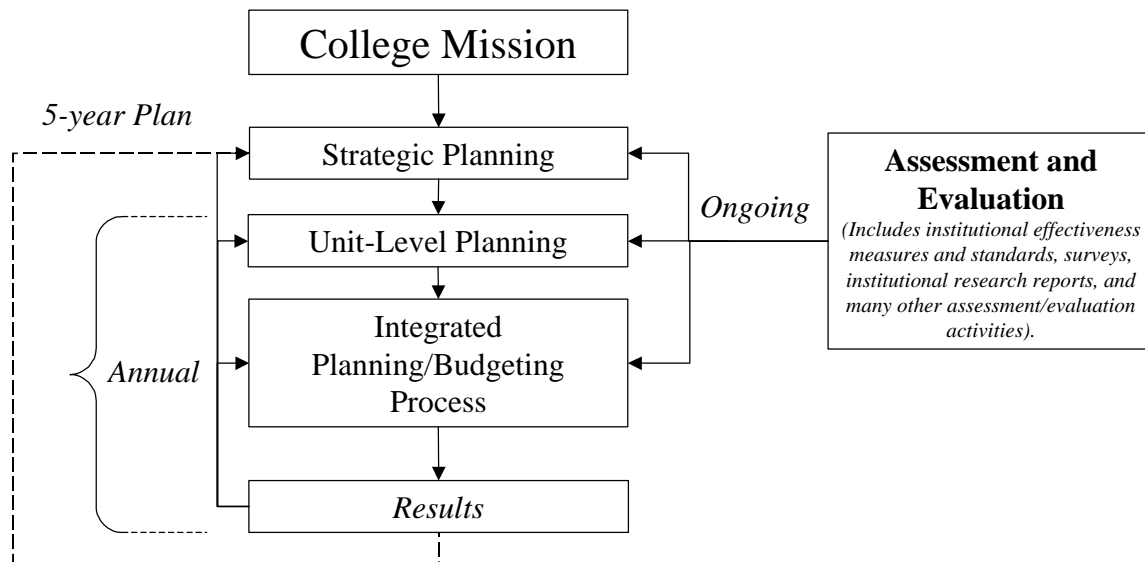 College Mission
5-year Plan
Strategic Planning
Assessment and
Evaluation
(Includes institutional effectiveness
measures and standards, surveys,
institutional research reports, and
many other assessment/evaluation
activities).
Ongoing
Unit-Level Planning
Integrated
Planning/Budgeting
Process
Annual
Results